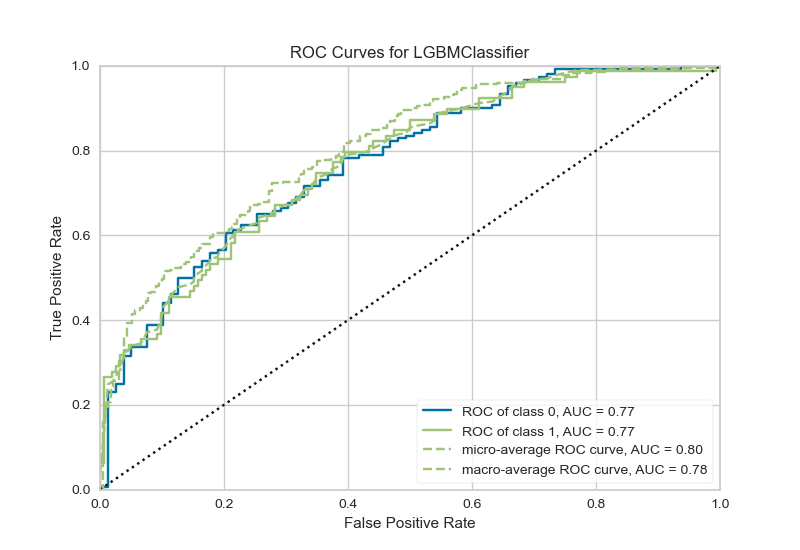 ROC Curves for LGBMClassifier
True Positive Rate
1.0
0.8
0.6
0.4
0.2
0.0
ROC of class 0, AUC = 0.77
ROC of class 1, AUC = 0.77
micro-average ROC curve, AUC = 0.80
macro-average ROC curve, AUC = 0.78
0.0 0.2 0.4 0.6 0.8 1.0
False Positive Rate